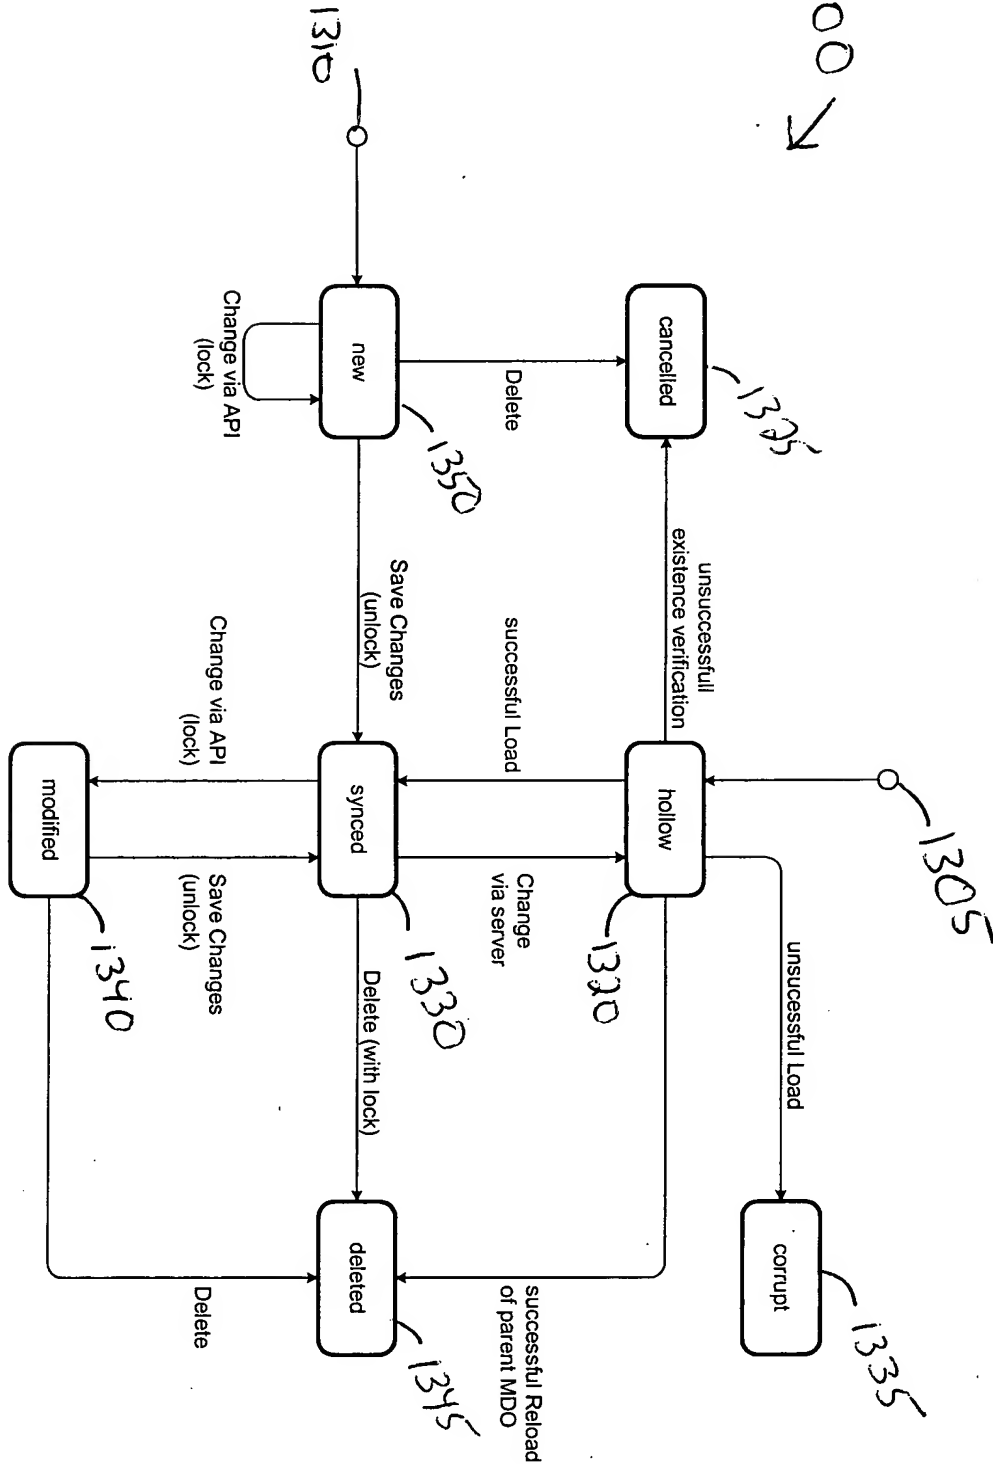 00
1305
unsucessful Load
corrupt
1335
cancelled
1325
unsuccessfull
existence verification
hollow
1320
Delete
successful Load
Change
via server
successful Reload
of parent MDO
1310
new
1350
Change via API
(lock)
Save Changes
(unlock)
synced
1330
Delete (with lock)
deleted
1345
Change via API
(lock)
Save Changes
(unlock)
modified
1340
Delete